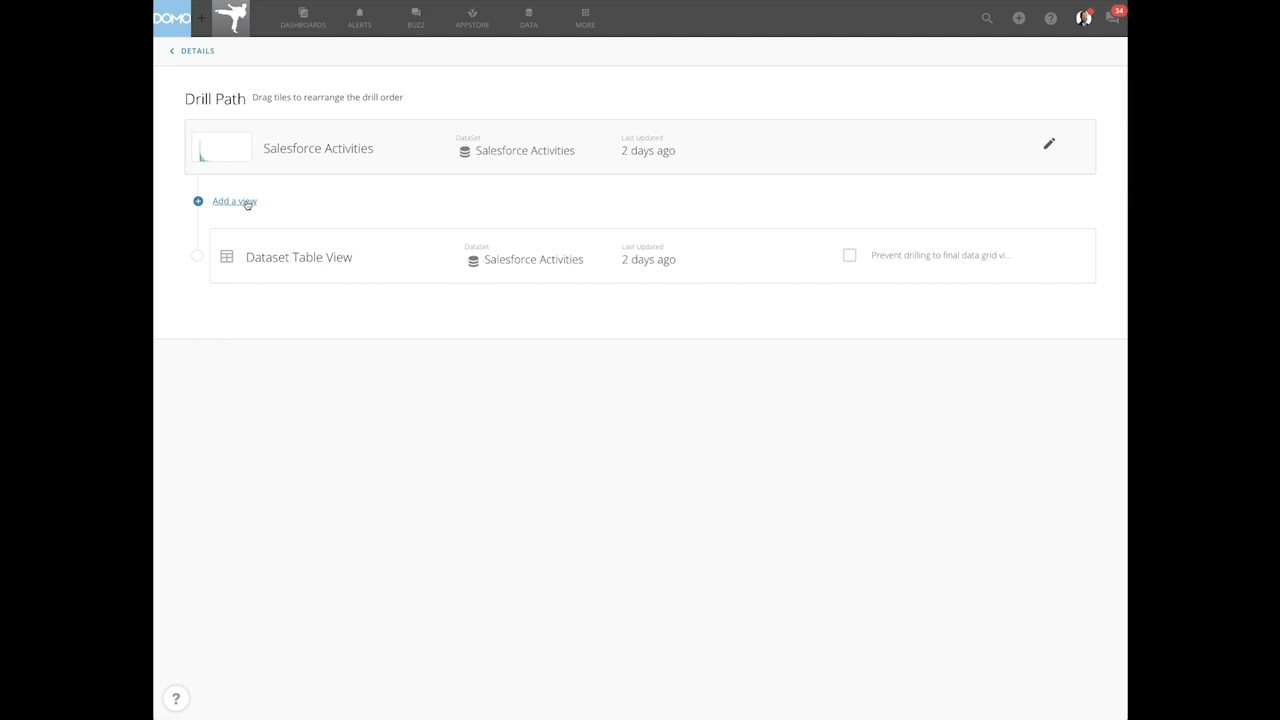 DOMO
DASHBOARDS
ALERTS
BUZZ
APPSTORE
DATA
MORE
34
DETAILS
Drill Path Drag tiles to rearrange the drill order
Salesforce Activities
DataSet
Salesforce Activities
Last Updated
2 days ago
Add a view
Dataset Table View
DataSet
Salesforce Activities
Last Updated
2 days ago
Prevent drilling to final data grid vi...
?